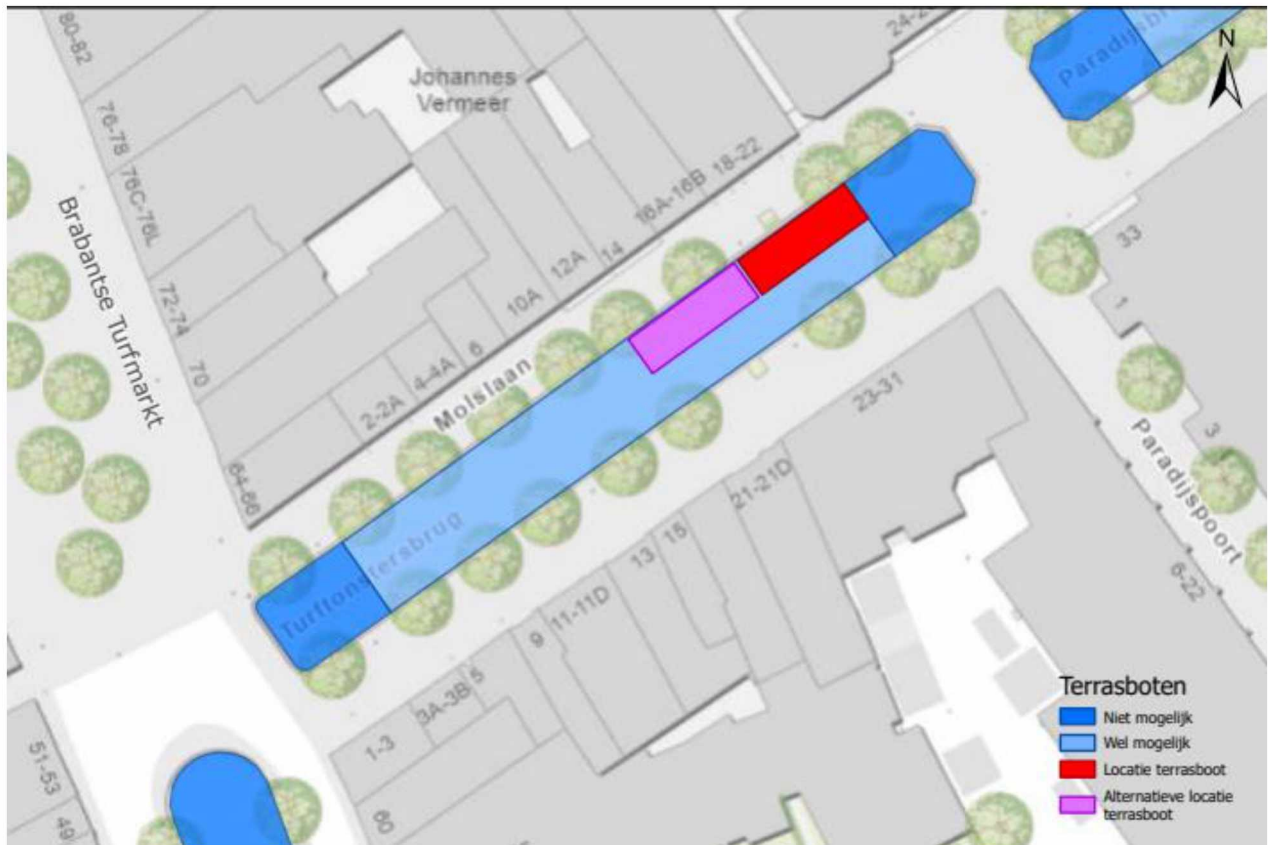 80-82
76-78
76C-76L
72-74
70
64-66
Brabantse Turfmarkt
Johannes
Vermeer
N
Paradijsbr
18-22
16A-16B
14
12A
10A
6
4-4A
2-2A
Molslaan
Turftonstersbrug
33
1
3
Paradijspoort
6-22
23-31
21-21D
15
13
11-11D
9
5
3A-3B
1-3
60
51-53
49
Terrasboten
Niet mogelijk
Wel mogelijk
Locatie terrasboot
Alternatieve locatie
terrasboot